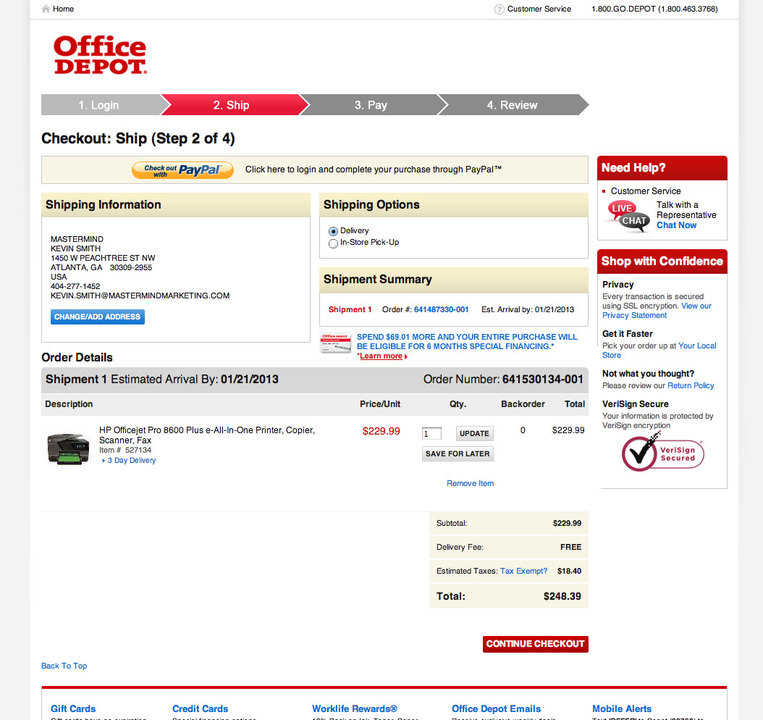 Home
Customer Service
1.800.GO.DEPOT (1.800.463.3768)
Office
DEPOT.
1. Login
2. Ship
3. Pay
4. Review
Checkout: Ship (Step 2 of 4)
Check out
with PayPal
Click here to login and complete your purchase through PayPal™
Shipping Information
MASTERMIND
KEVIN SMITH
1450 W PEACHTREE ST NW
ATLANTA, GA 30309-2955
USA
404-277-1452
KEVIN.SMITH@MASTERMINDMARKETING.COM
CHANGE/ADD ADDRESS
Shipping Options
Delivery
In-Store Pick-Up
Shipment Summary
Shipment 1 Order #: 641487330-001 Est. Arrival by: 01/21/2013
SPEND $69.01 MORE AND YOUR ENTIRE PURCHASE WILL
BE ELIGIBLE FOR 6 MONTHS SPECIAL FINANCING.*
*Learn more
Need Help?
Customer Service
LIVE
CHAT
Talk with a
Representative
Chat Now
Shop with Confidence
Privacy
Every transaction is secured
using SSL encryption. View our
Privacy Statement
Get it Faster
Pick your order up at Your Local
Store
Not what you thought?
Please review our Return Policy
VeriSign Secure
Your information is protected by
VeriSign encryption
VeriSign
Secured
Order Details
Shipment 1 Estimated Arrival By: 01/21/2013
Order Number: 641530134-001
Description Price/Unit Qty. Backorder Total
HP Officejet Pro 8600 Plus e-All-In-One Printer, Copier,
Scanner, Fax
Item # 527134
3 Day Delivery
$229.99
1
UPDATE
SAVE FOR LATER
Remove Item
0
$229.99
Subtotal: $229.99
Delivery Fee: FREE
Estimated Taxes: Tax Exempt? $18.40
Total: $248.39
CONTINUE CHECKOUT
Back To Top
Gift Cards
Credit Cards
Worklife Rewards®
Office Depot Emails
Mobile Alerts